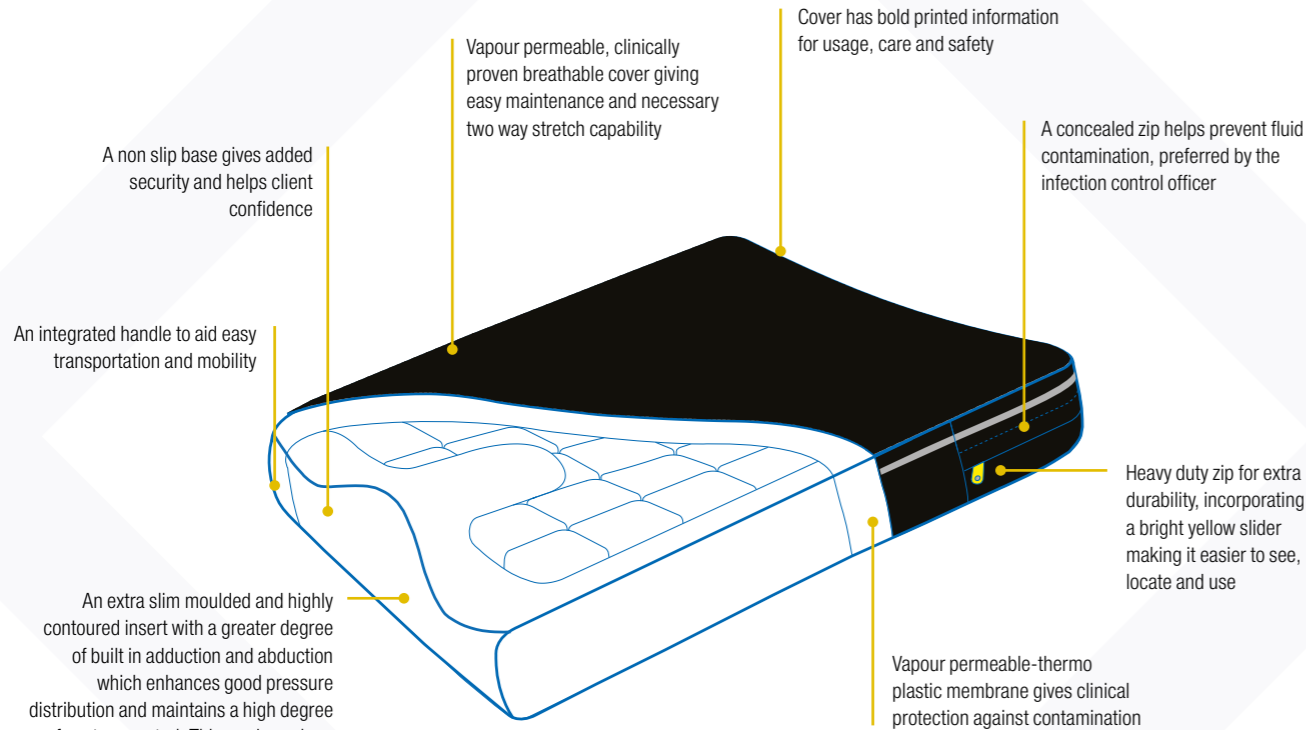 Cover has bold printed information
for usage, care and safety
Vapour permeable, clinically
proven breathable cover giving
easy maintenance and necessary
two way stretch capability
A concealed zip helps prevent fluid
contamination, preferred by the
infection control officer
A non slip base gives added
security and helps client
confidence
An integrated handle to aid easy
transportation and mobility
Heavy duty zip for extra
durability, incorporating
a bright yellow slider
making it easier to see,
locate and use
An extra slim moulded and highly
contoured insert with a greater degree
of built in adduction and abduction
which enhances good pressure
distribution and maintains a high degree
Vapour permeable-thermo
plastic membrane gives clinical
protection against contamination